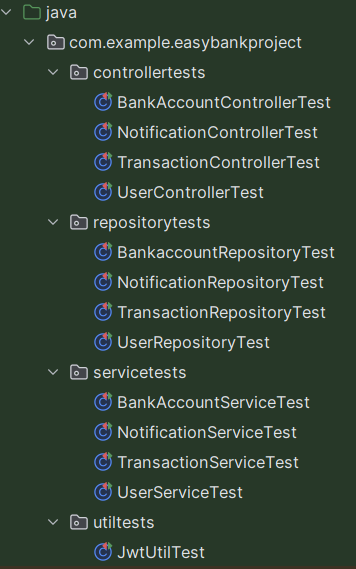 java
com.example.easybankproject
controllertests
BankAccountControllerTest
NotificationControllerTest
TransactionControllerTest
UserControllerTest
repositorytests
BankaccountRepositoryTest
NotificationRepositoryTest
TransactionRepositoryTest
UserRepositoryTest
servicetests
BankAccountServiceTest
NotificationServiceTest
TransactionServiceTest
UserServiceTest
utiltests
JwtUtilTest